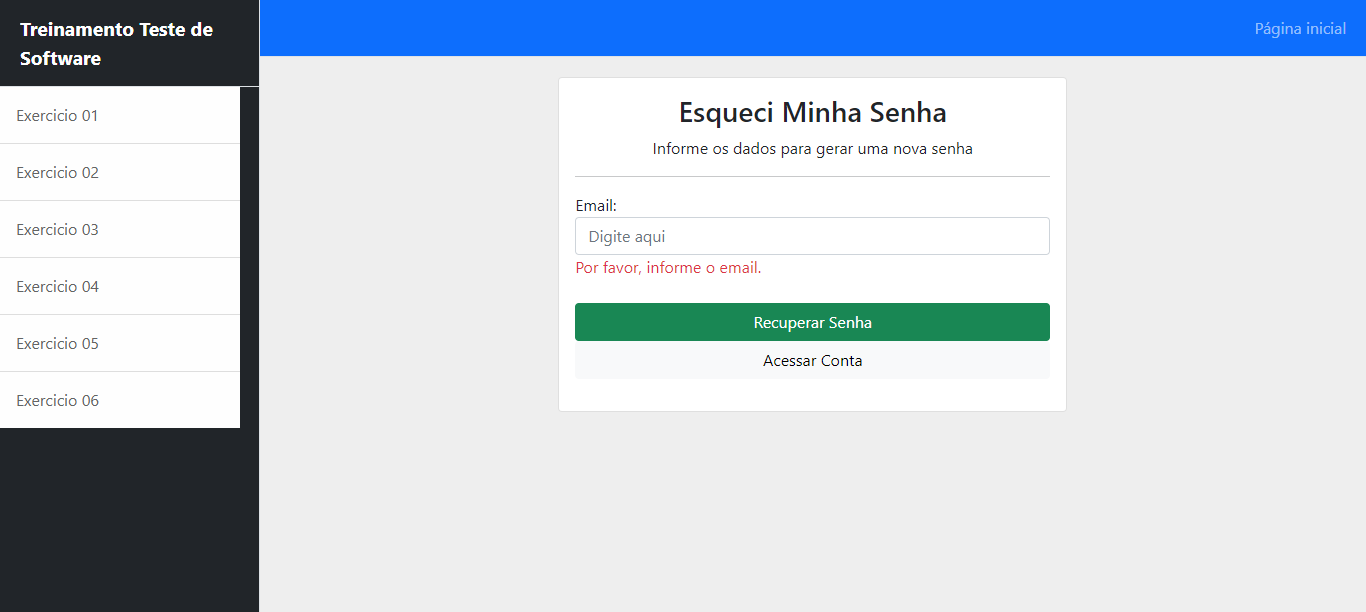 Treinamento Teste de
Software
Página inicial
Exercicio 01
Exercicio 02
Exercicio 03
Exercicio 04
Exercicio 05
Exercicio 06
Esqueci Minha Senha
Informe os dados para gerar uma nova senha
Email:
Digite aqui
Por favor, informe o email.
Recuperar Senha
Acessar Conta